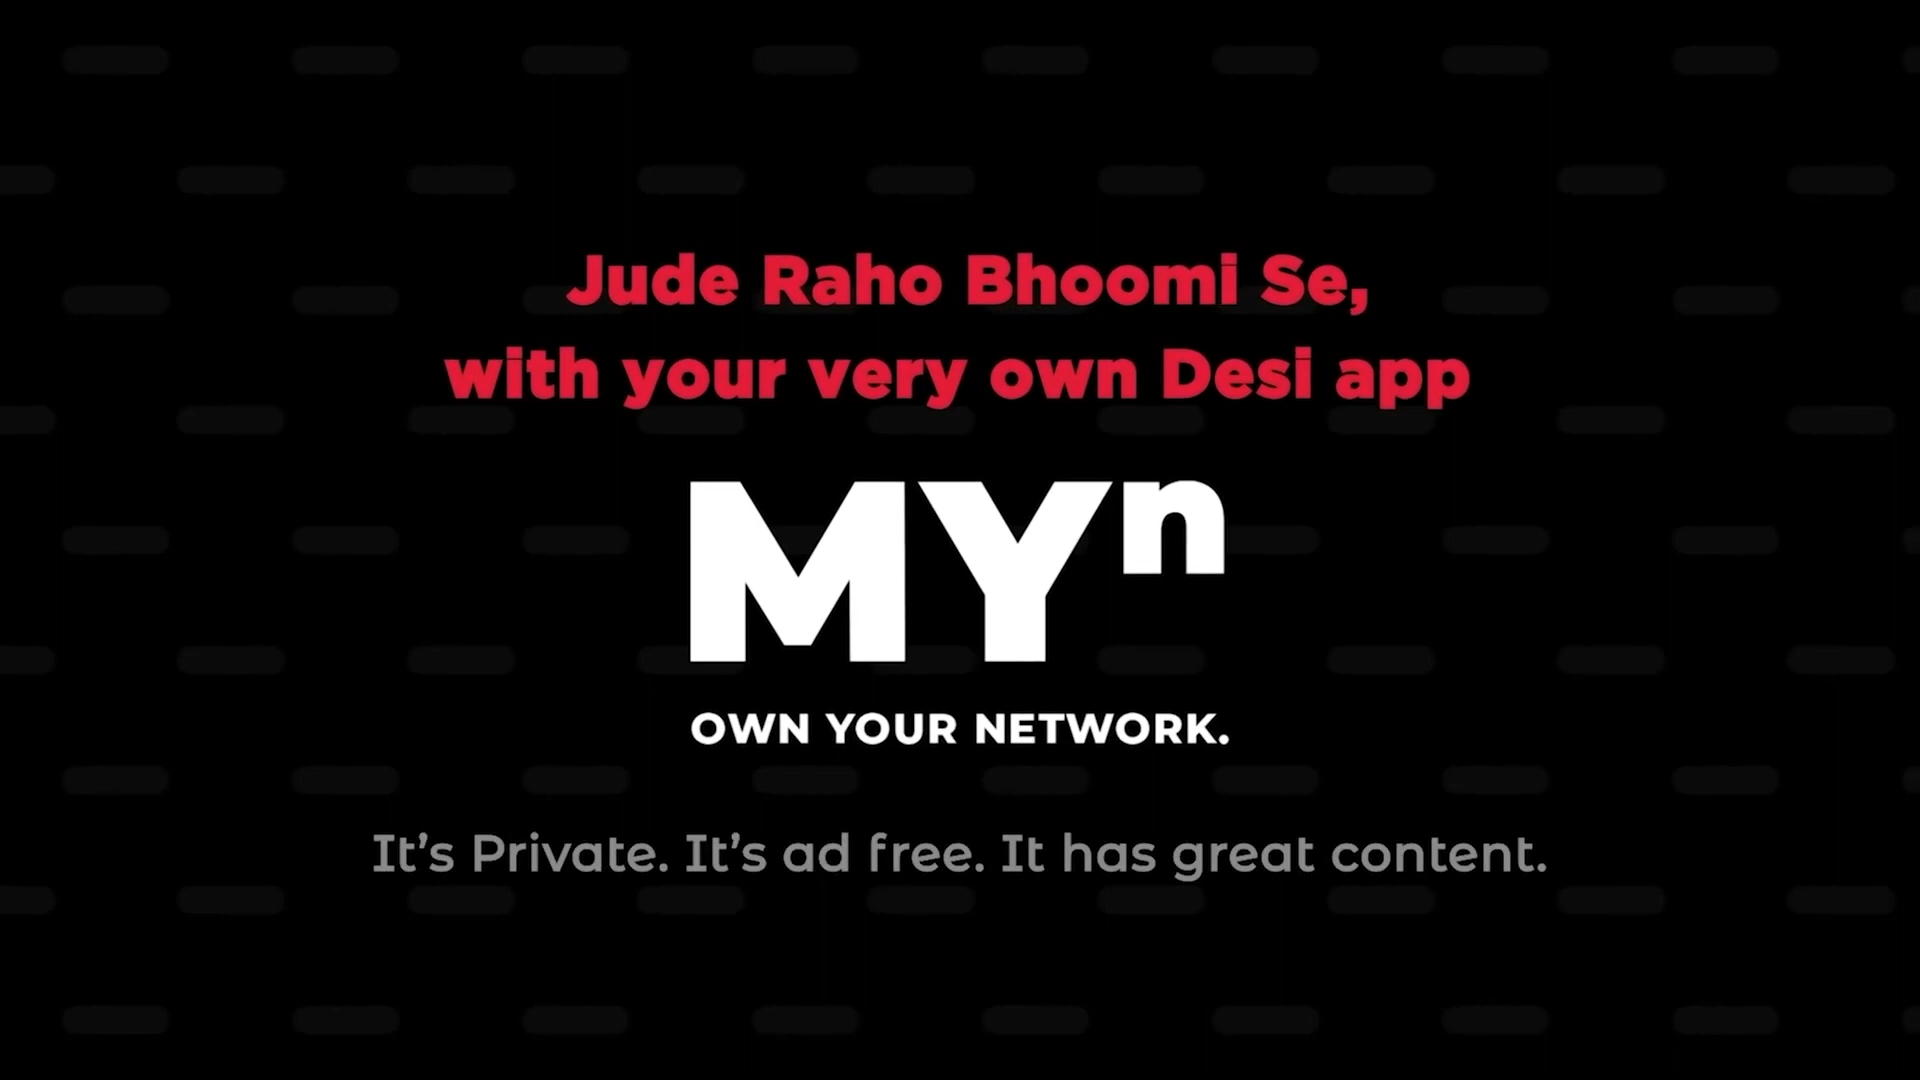 Jude Raho Bhoomi Se,
with your very own Desi app
MYn
OWN YOUR NETWORK.
It’s Private. It’s ad free. It has great content.